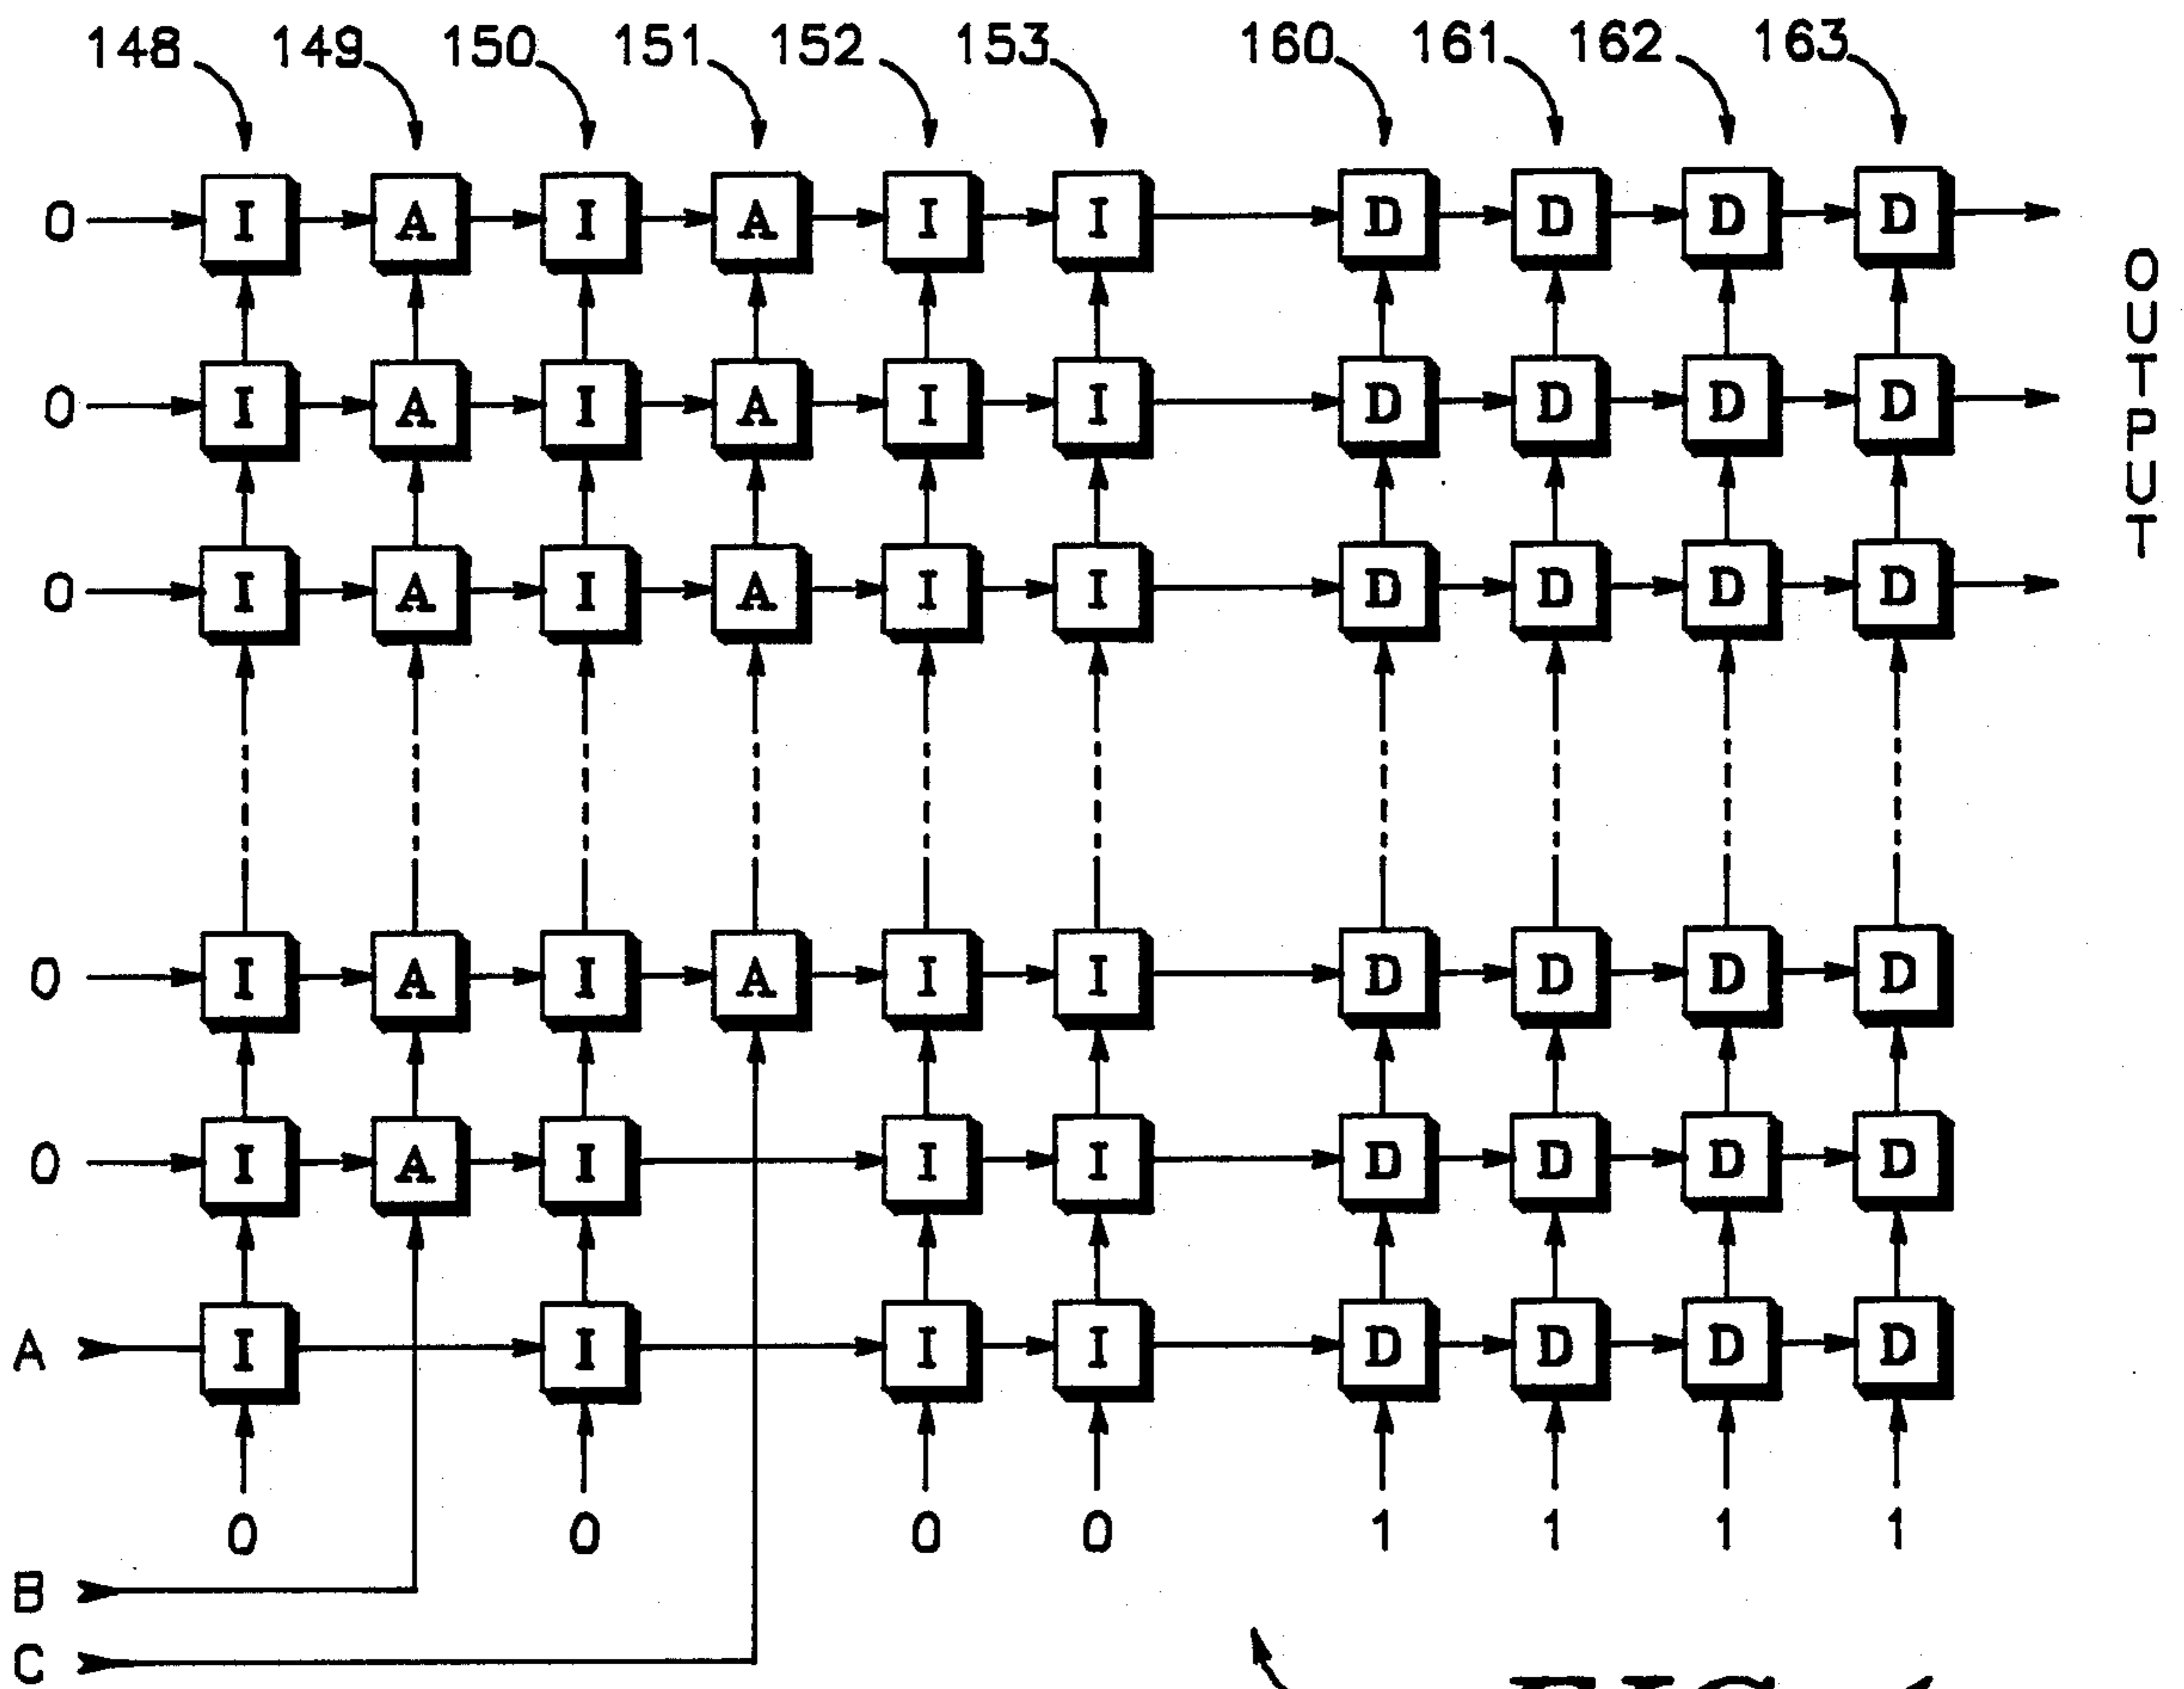 148 149 150 151 152 153 160 161 162 163
0 I A I A I I D D D D
OUTPUT
0 I A I A I I D D D D
0 I A I A I I D D D D
0 I A I A I I D D D D
0 I A I I I D D D D
A I I I I D D D D
0 0 0 0 1 1 1 1
B
C